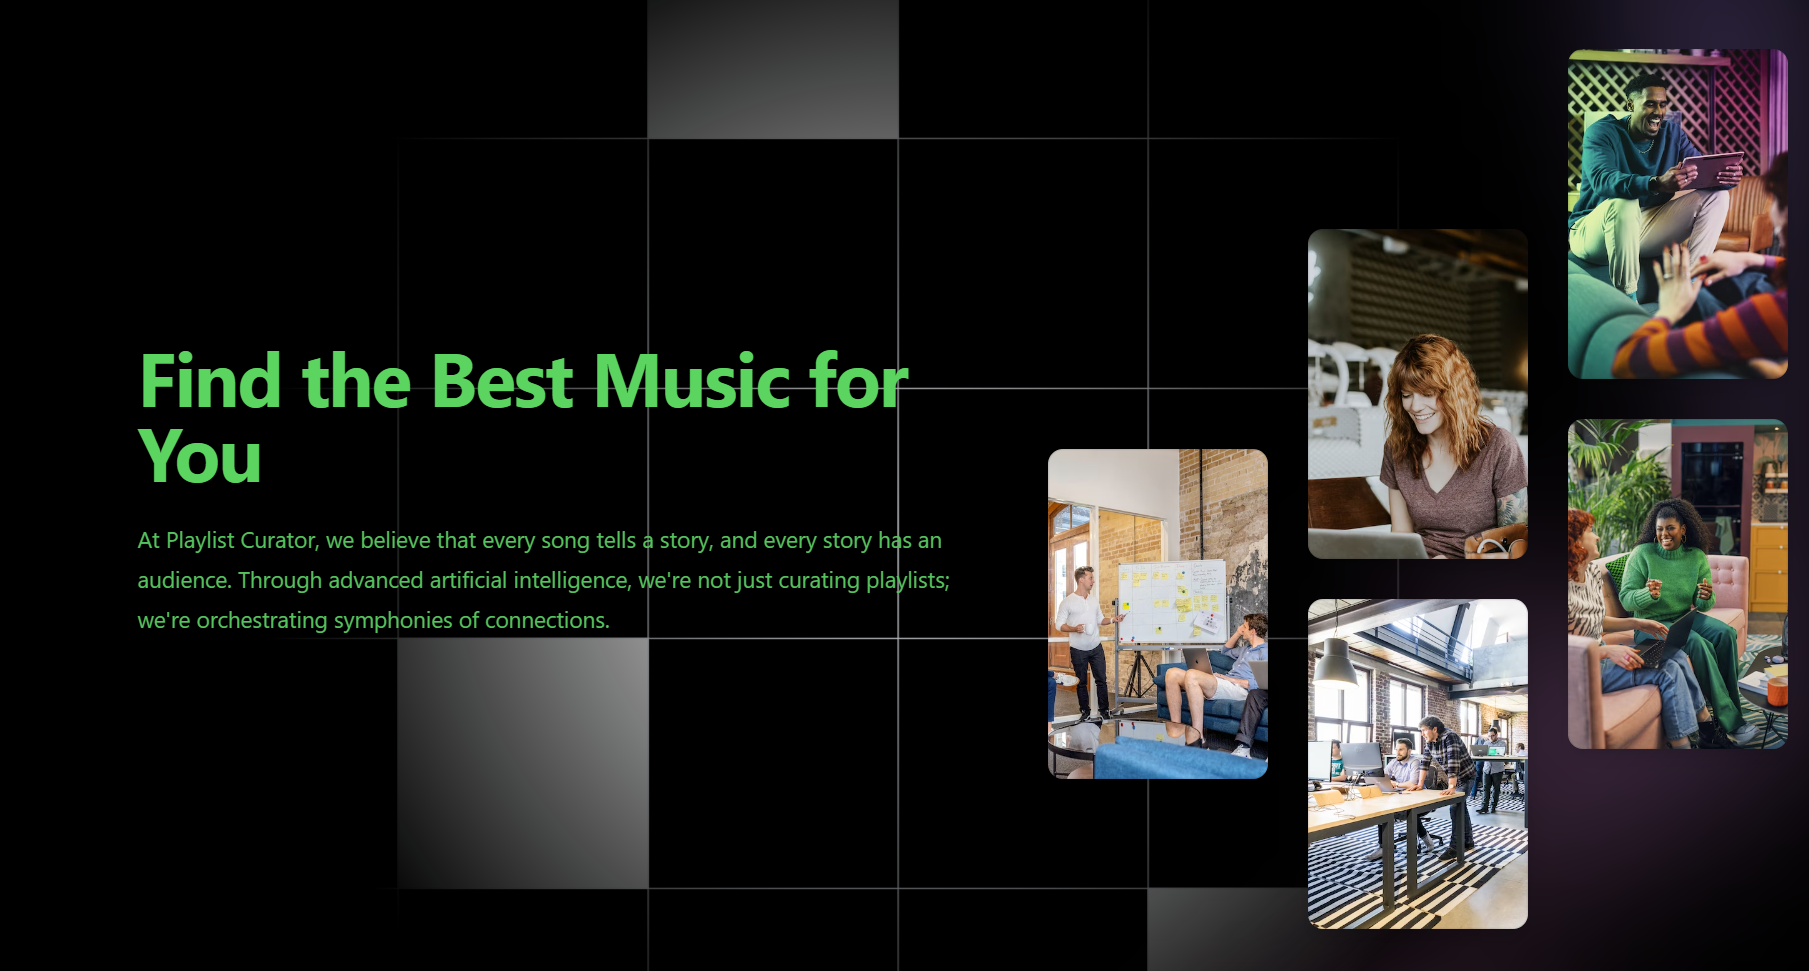 Find the Best Music for
You
At Playlist Curator, we believe that every song tells a story, and every story has an
audience. Through advanced artificial intelligence, we're not just curating playlists;
we're orchestrating symphonies of connections.